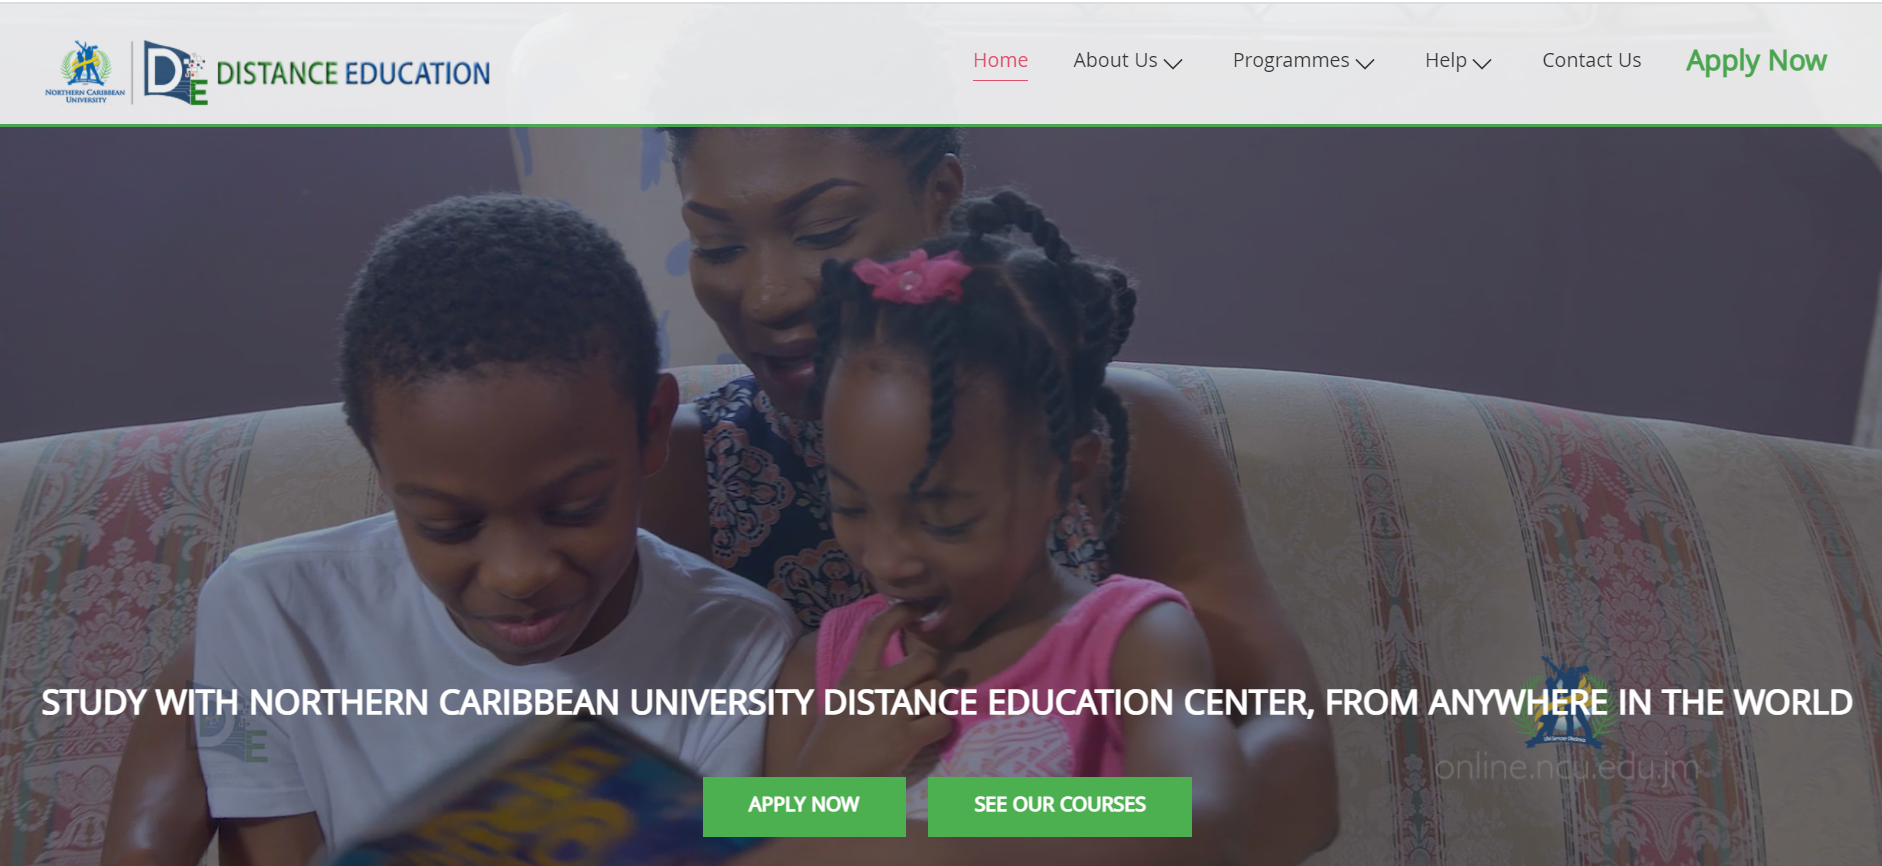 NORTHERN CARIBBEAN
UNIVERSITY
DE DISTANCE EDUCATION
Home About Us Programmes Help Contact Us Apply Now
STUDY WITH NORTHERN CARIBBEAN UNIVERSITY DISTANCE EDUCATION CENTER, FROM ANYWHERE IN THE WORLD
DE
online.ncu.edu.jm
APPLY NOW SEE OUR COURSES